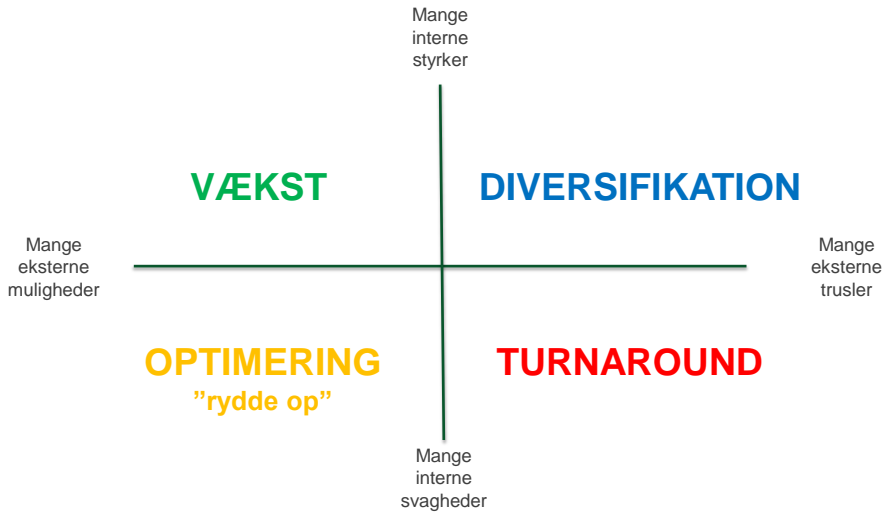 Mange
interne
styrker
VÆKST
DIVERSIFIKATION
Mange
eksterne
muligheder
Mange
eksterne
trusler
OPTIMERING
”rydde op”
TURNAROUND
Mange
interne
svagheder